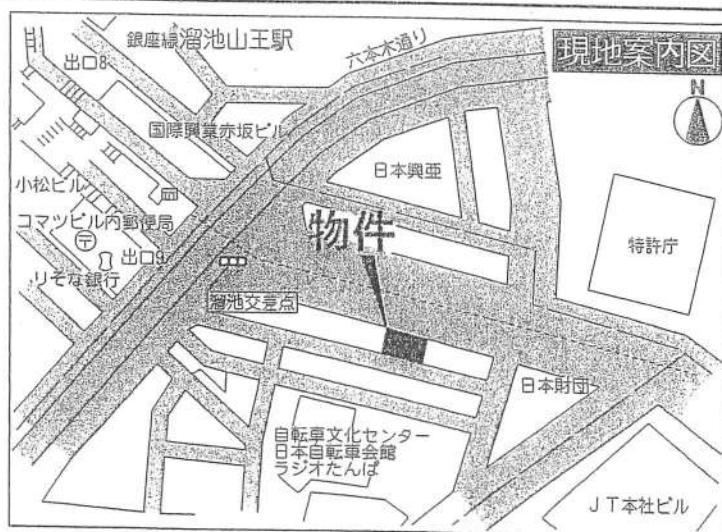 現地案内図
N
銀座線溜池山王駅
六本木通り
出口8
国際興業赤坂ビル
日本興亜
小松ビル
コマツビル内郵便局
〒
りそな銀行
出口9
物件
特許庁
溜池交差点
日本財団
自転車文化センター
日本自転車会館
ラジオたんぱ
JT本社ビル